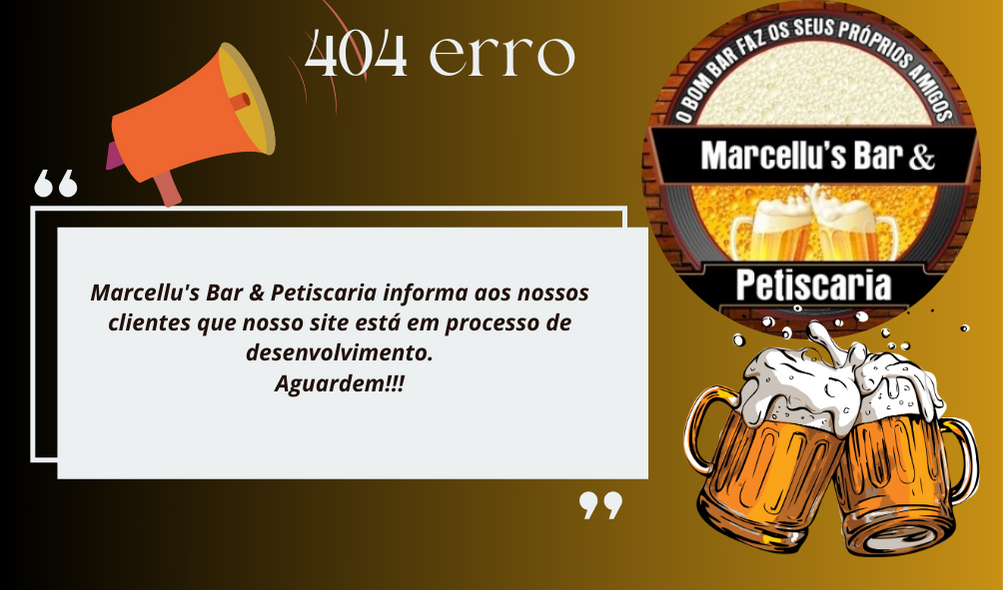 404 erro
O BOM BAR FAZ OS SEUS PRÓPRIOS AMIGOS
Marcellu's Bar &
Petiscaria
“
Marcellu's Bar & Petiscaria informa aos nossos
clientes que nosso site está em processo de
desenvolvimento.
Aguardem!!!
”